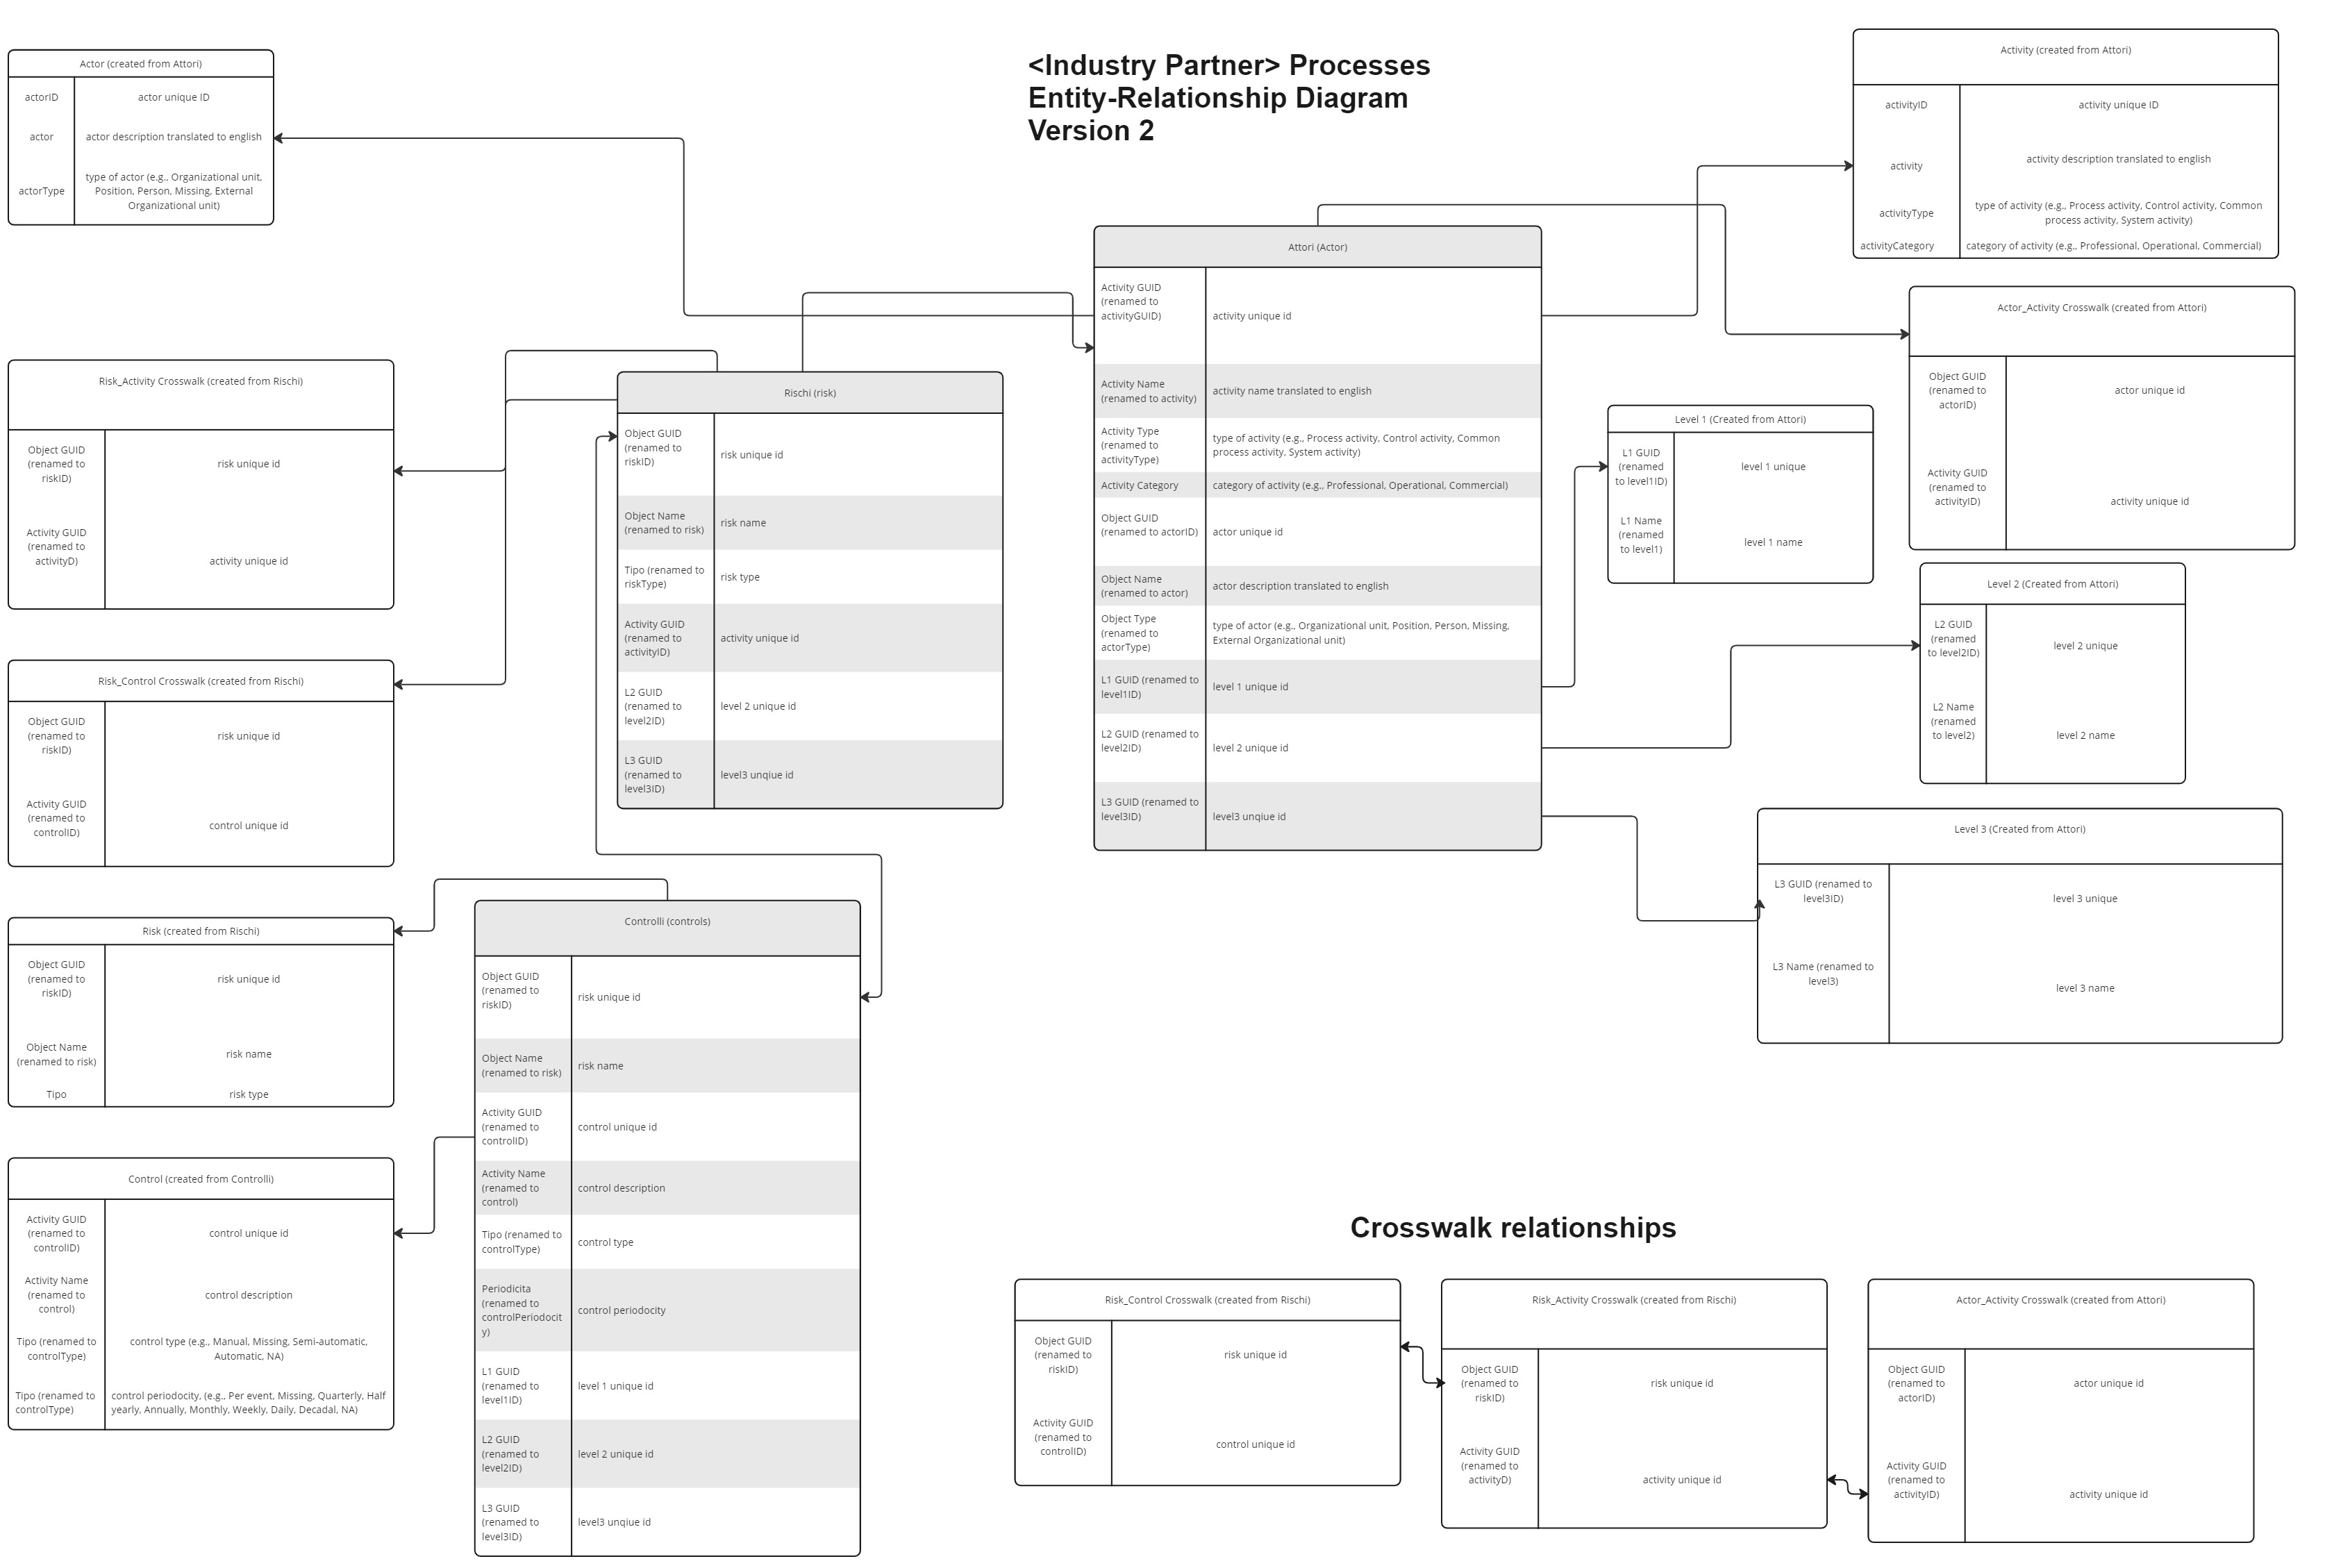 <Industry Partner> Processes
Entity-Relationship Diagram
Version 2
Actor (created from Attori)
actorID
actor unique ID
actor
actor description translated to english
actorType
type of actor (e.g., Organizational unit,
Position, Person, Missing, External
Organizational unit)
Activity (created from Attori)
activityID
activity unique ID
activity
activity description translated to english
activityType
type of activity (e.g., Process activity, Control activity, Common
process activity, System activity)
activityCategory
category of activity (e.g., Professional, Operational, Commercial)
Attori (Actor)
Activity GUID
(renamed to
activityGUID)
activity unique id
Activity Name
(renamed to activity)
activity name translated to english
Activity Type
(renamed to
activityType)
type of activity (e.g., Process activity, Control activity, Common
process activity, System activity)
Activity Category
category of activity (e.g., Professional, Operational, Commercial)
Object GUID
(renamed to actorID)
actor unique id
Object Name
(renamed to actor)
actor description translated to english
Object Type
(renamed to
actorType)
type of actor (e.g., Organizational unit, Position, Person, Missing,
External Organizational unit)
L1 GUID (renamed to
level1ID)
level 1 unique id
L2 GUID (renamed to
level2ID)
level 2 unique id
L3 GUID (renamed to
level3ID)
level3 unqiue id
Actor_Activity Crosswalk (created from Attori)
Object GUID
(renamed to
actorID)
actor unique id
Activity GUID
(renamed to
activityID)
activity unique id
Risk_Activity Crosswalk (created from Rischi)
Object GUID
(renamed to
riskID)
risk unique id
Activity GUID
(renamed to
activityD)
activity unique id
Rischi (risk)
Object GUID
(renamed to
riskID)
risk unique id
Object Name
(renamed to risk)
risk name
Tipo (renamed to
riskType)
risk type
Activity GUID
(renamed to
activityID)
activity unique id
L2 GUID
(renamed to
level2ID)
level 2 unique id
L3 GUID
(renamed to
level3ID)
level3 unqiue id
Level 1 (Created from Attori)
L1 GUID
(renamed
to level1ID)
level 1 unique
L1 Name
(renamed
to level1)
level 1 name
Level 2 (Created from Attori)
L2 GUID
(renamed
to level2ID)
level 2 unique
L2 Name
(renamed
to level2)
level 2 name
Risk_Control Crosswalk (created from Rischi)
Object GUID
(renamed to
riskID)
risk unique id
Activity GUID
(renamed to
controlID)
control unique id
Level 3 (Created from Attori)
L3 GUID (renamed to
level3ID)
level 3 unique
L3 Name (renamed to
level3)
level 3 name
Risk (created from Rischi)
Object GUID
(renamed to
riskID)
risk unique id
Object Name
(renamed to risk)
risk name
Tipo
risk type
Controlli (controls)
Object GUID
(renamed to
riskID)
risk unique id
Object Name
(renamed to risk)
risk name
Activity GUID
(renamed to
controlID)
control unique id
Activity Name
(renamed to
control)
control description
Tipo (renamed to
controlType)
control type
Periodicita
(renamed to
controlPeriodocit
y)
control periodocity
L1 GUID
(renamed to
level1ID)
level 1 unique id
L2 GUID
(renamed to
level2ID)
level 2 unique id
L3 GUID
(renamed to
level3ID)
level3 unqiue id
Control (created from Controlli)
Activity GUID
(renamed to
controlID)
control unique id
Activity Name
(renamed to
control)
control description
Tipo (renamed to
controlType)
control type (e.g., Manual, Missing, Semi-automatic,
Automatic, NA)
Tipo (renamed to
controlType)
control periodocity, (e.g., Per event, Missing, Quarterly, Half
yearly, Annually, Monthly, Weekly, Daily, Decadal, NA)
Crosswalk relationships
Risk_Control Crosswalk (created from Rischi)
Object GUID
(renamed to
riskID)
risk unique id
Activity GUID
(renamed to
controlID)
control unique id
Risk_Activity Crosswalk (created from Rischi)
Object GUID
(renamed to
riskID)
risk unique id
Activity GUID
(renamed to
activityD)
activity unique id
Actor_Activity Crosswalk (created from Attori)
Object GUID
(renamed to
actorID)
actor unique id
Activity GUID
(renamed to
activityID)
activity unique id